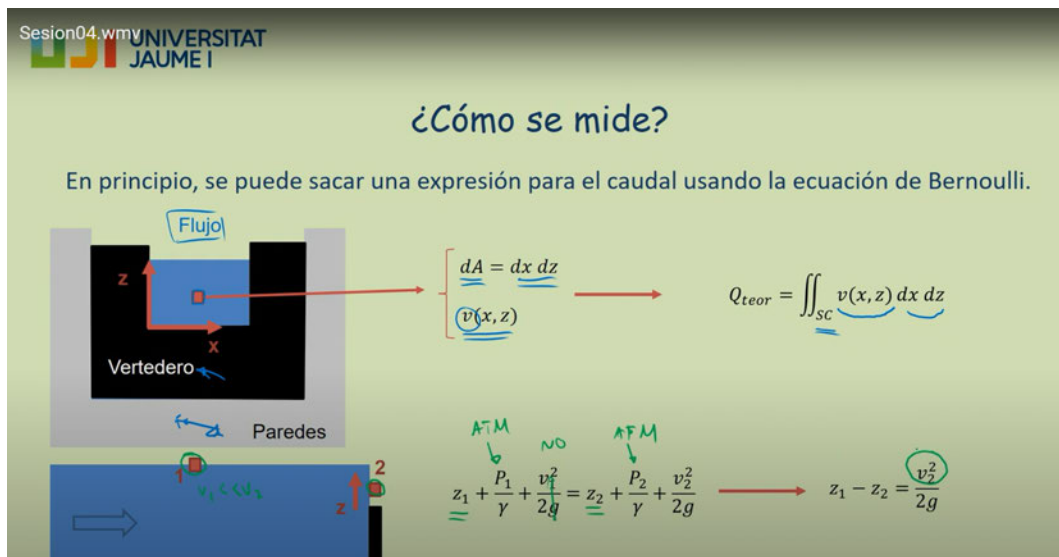 Sesion04.wmv
UNIVERSITAT
JAUME I
¿Cómo se mide?
En principio, se puede sacar una expresión para el caudal usando la ecuación de Bernoulli.
Flujo
z
x
Vertedero
Paredes
dA = dx dz
v(x, z)
Q_teor = ∬_SC v(x, z) dx dz
1
v₁ << v₂
2
z
ATM
NO
ATM
z₁ + P₁/γ + v₁²/2g = z₂ + P₂/γ + v₂²/2g
z₁ − z₂ = v₂²/2g